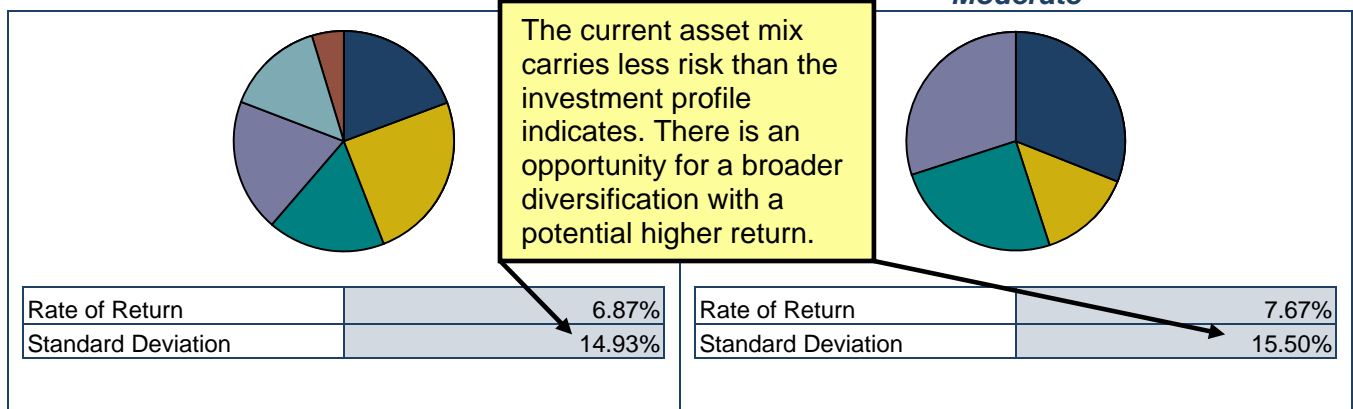 Moderate
The current asset mix
carries less risk than the
investment profile
indicates. There is an
opportunity for a broader
diversification with a
potential higher return.
Rate of Return 6.87%
Standard Deviation 14.93%
Rate of Return 7.67%
Standard Deviation 15.50%